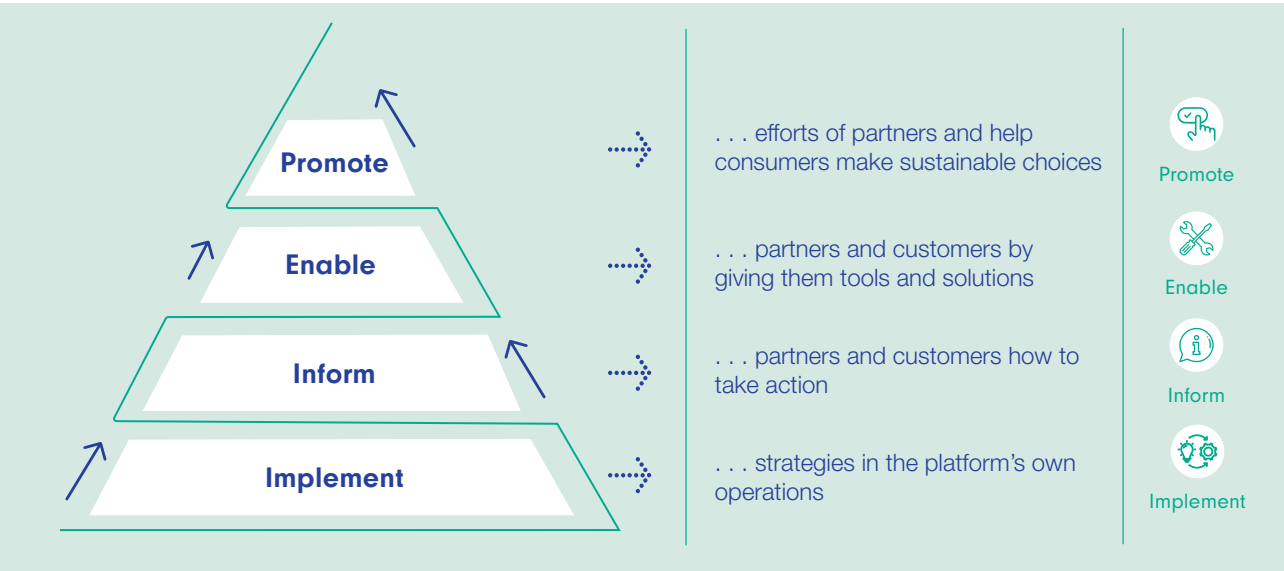 Promote
. . . efforts of partners and help
consumers make sustainable choices
Promote
Enable
. . . partners and customers by
giving them tools and solutions
Enable
Inform
. . . partners and customers how to
take action
Inform
Implement
. . . strategies in the platform’s own
operations
Implement